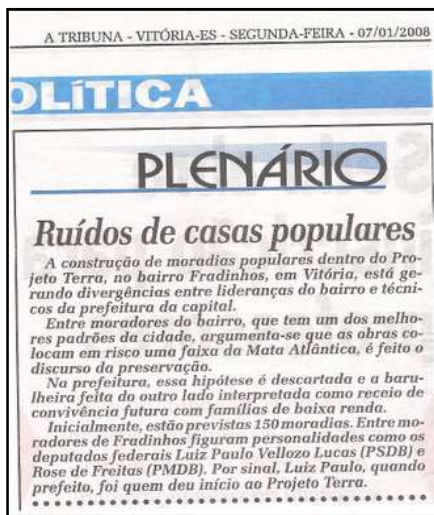 A TRIBUNA - VITÓRIA-ES - SEGUNDA-FEIRA - 07/01/2008
OLÍTICA
PLENÁRIO
Ruídos de casas populares
A construção de moradias populares dentro do Pro-
jeto Terra, no bairro Fradinhos, em Vitória, está ge-
rando divergências entre lideranças do bairro e técni-
cos da prefeitura da capital.
Entre moradores do bairro, que tem um dos melho-
res padrões da cidade, argumenta-se que as obras co-
locam em risco uma faixa da Mata Atlântica, é feito o
discurso da preservação.
Na prefeitura, essa hipótese é descartada e a baru-
lheira feita do outro lado interpretada como receio de
convivência futura com famílias de baixa renda.
Inicialmente, estão previstas 150 moradias. Entre mo-
radores de Fradinhos figuram personalidades como os
deputados federais Luiz Paulo Vellozo Lucas (PSDB) e
Rose de Freitas (PMDB). Por sinal, Luiz Paulo, quando
prefeito, foi quem deu início ao Projeto Terra.